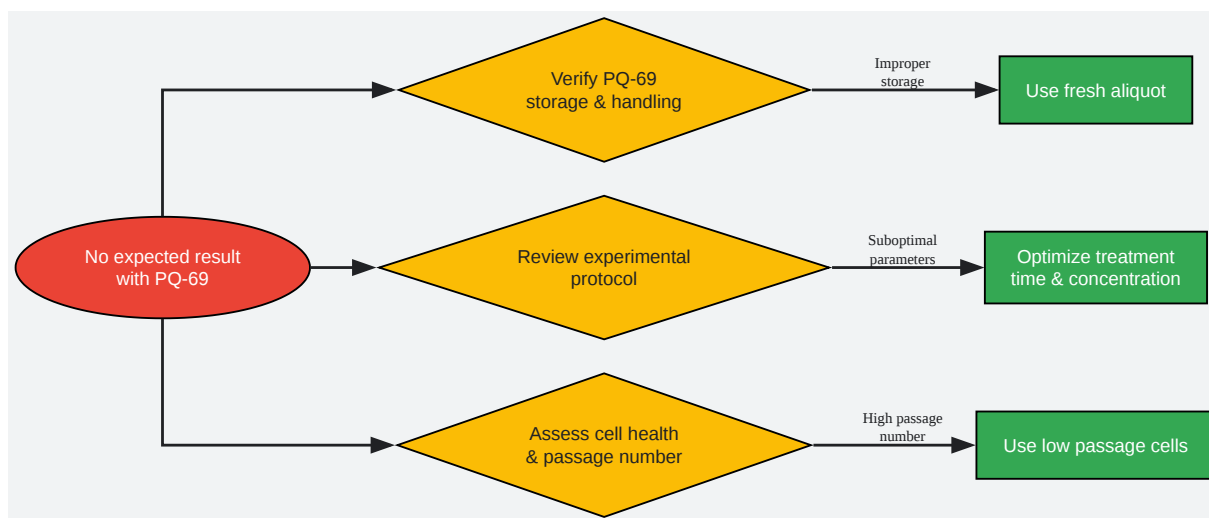 Verify PQ-69
storage & handling
Improper
storage
Use fresh aliquot
No expected result
with PQ-69
Review experimental
protocol
Suboptimal
parameters
Optimize treatment
time & concentration
Assess cell health
& passage number
High passage
number
Use low passage cells